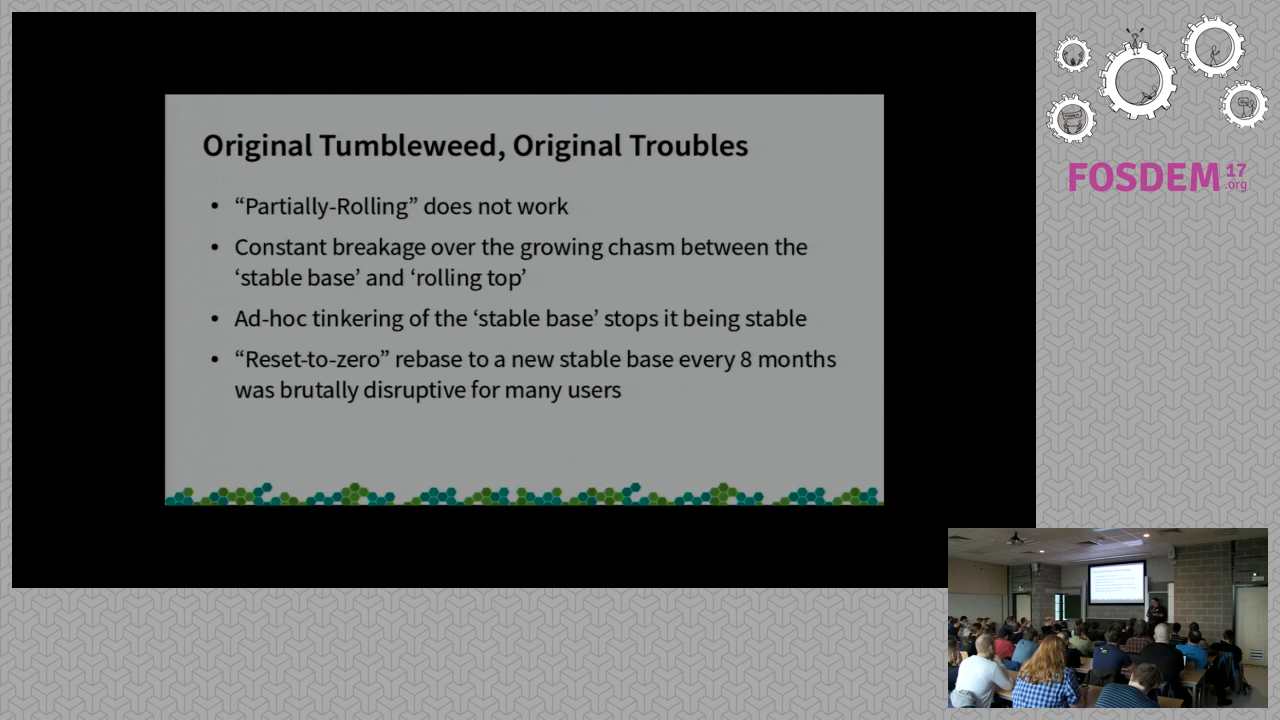 Original Tumbleweed, Original Troubles
• “Partially-Rolling” does not work
• Constant breakage over the growing chasm between the
‘stable base’ and ‘rolling top’
• Ad-hoc tinkering of the ‘stable base’ stops it being stable
• “Reset-to-zero” rebase to a new stable base every 8 months
was brutally disruptive for many users
FOSDEM 17
.org